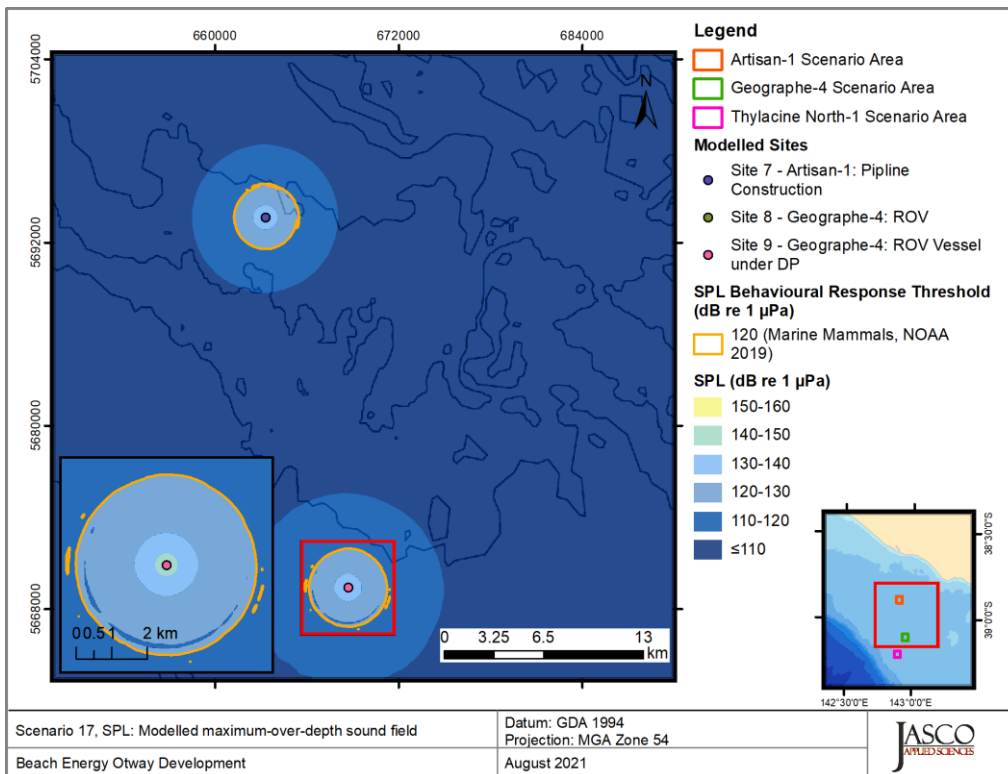 660000
672000
684000
5704000
5692000
5680000
5668000
N
0 0.5 1 2 km
0 3.25 6.5 13
km
Legend
Artisan-1 Scenario Area
Geographe-4 Scenario Area
Thylacine North-1 Scenario Area
Modelled Sites
Site 7 - Artisan-1: Pipline
Construction
Site 8 - Geographe-4: ROV
Site 9 - Geographe-4: ROV Vessel
under DP
SPL Behavioural Response Threshold
(dB re 1 µPa)
120 (Marine Mammals, NOAA
2019)
SPL (dB re 1 µPa)
150-160
140-150
130-140
120-130
110-120
≤110
38°30'0"S
39°0'0"S
142°30'0"E
143°0'0"E
Scenario 17, SPL: Modelled maximum-over-depth sound field
Datum: GDA 1994
Projection: MGA Zone 54
Beach Energy Otway Development
August 2021
JASCO
APPLIED SCIENCES